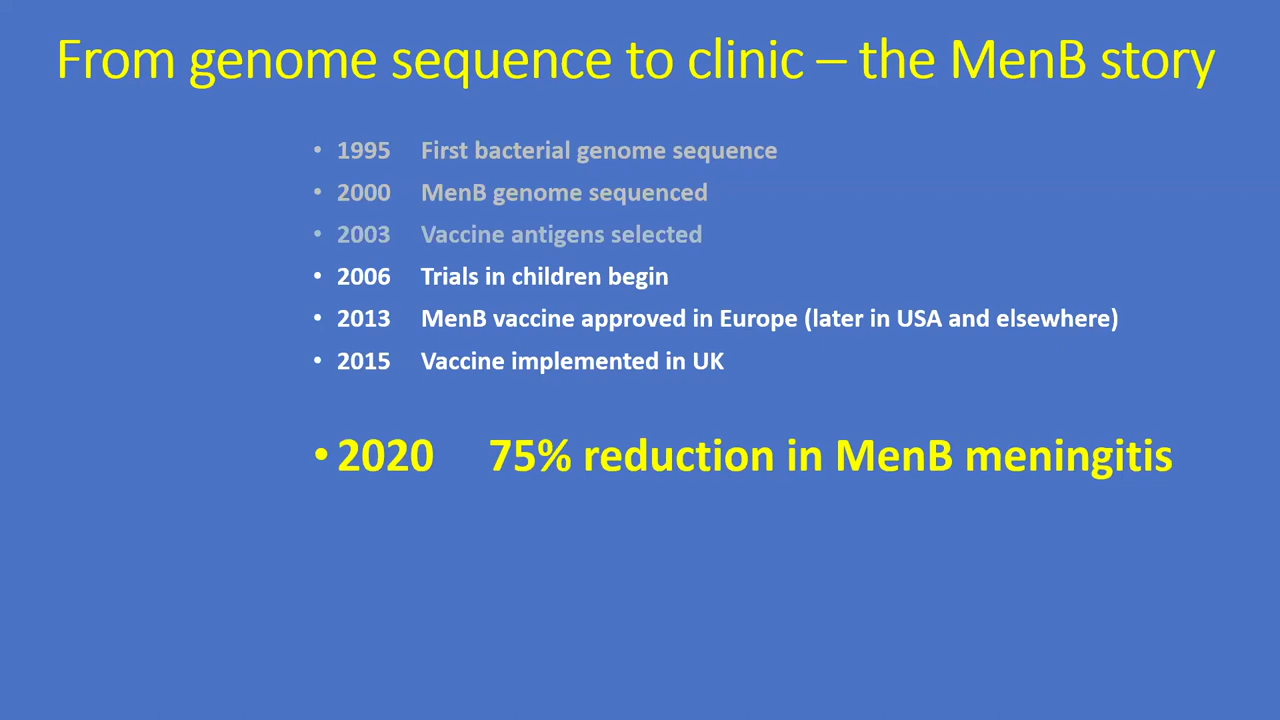 From genome sequence to clinic – the MenB story
• 1995 First bacterial genome sequence
• 2000 MenB genome sequenced
• 2003 Vaccine antigens selected
• 2006 Trials in children begin
• 2013 MenB vaccine approved in Europe (later in USA and elsewhere)
• 2015 Vaccine implemented in UK
• 2020 75% reduction in MenB meningitis